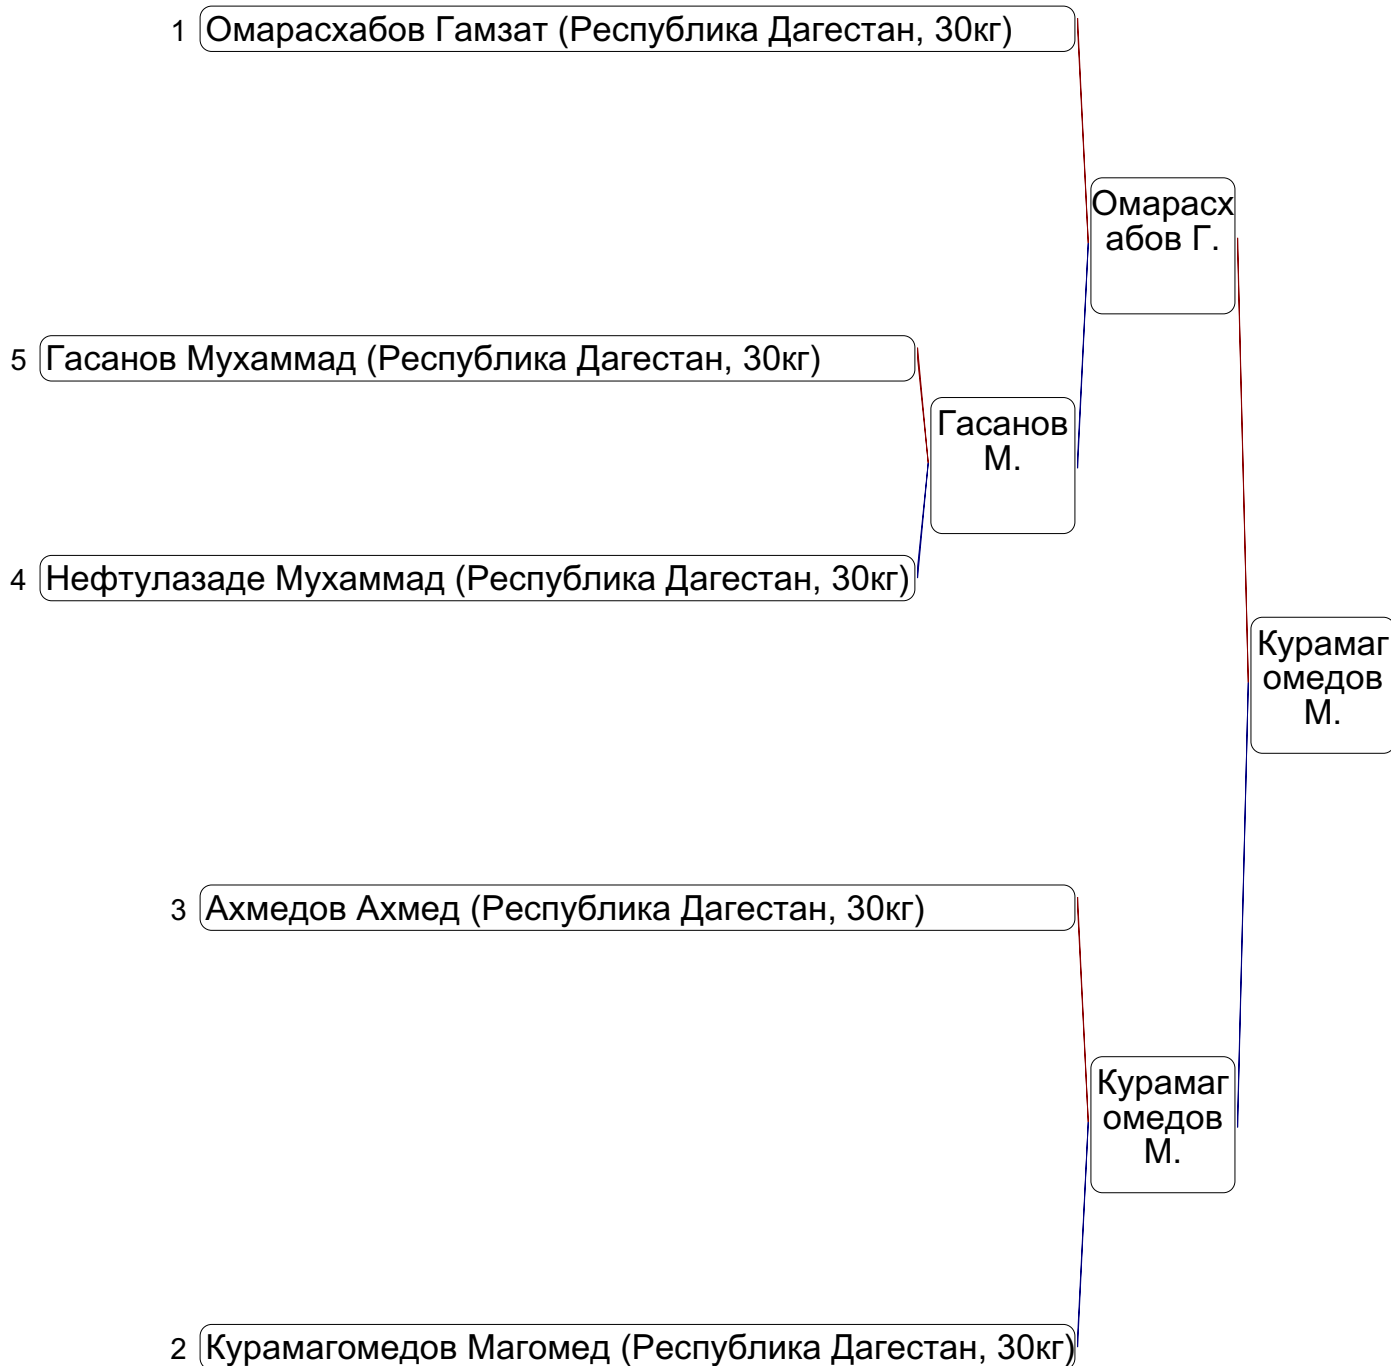 1 Омарасхабов Гамзат (Республика Дагестан, 30кг)
Омарасх
абов Г.
5 Гасанов Мухаммад (Республика Дагестан, 30кг)
Гасанов
М.
4 Нефтулазаде Мухаммад (Республика Дагестан, 30кг)
Курамаг
омедов
М.
3 Ахмедов Ахмед (Республика Дагестан, 30кг)
Курамаг
омедов
М.
2 Курамагомедов Магомед (Республика Дагестан, 30кг)